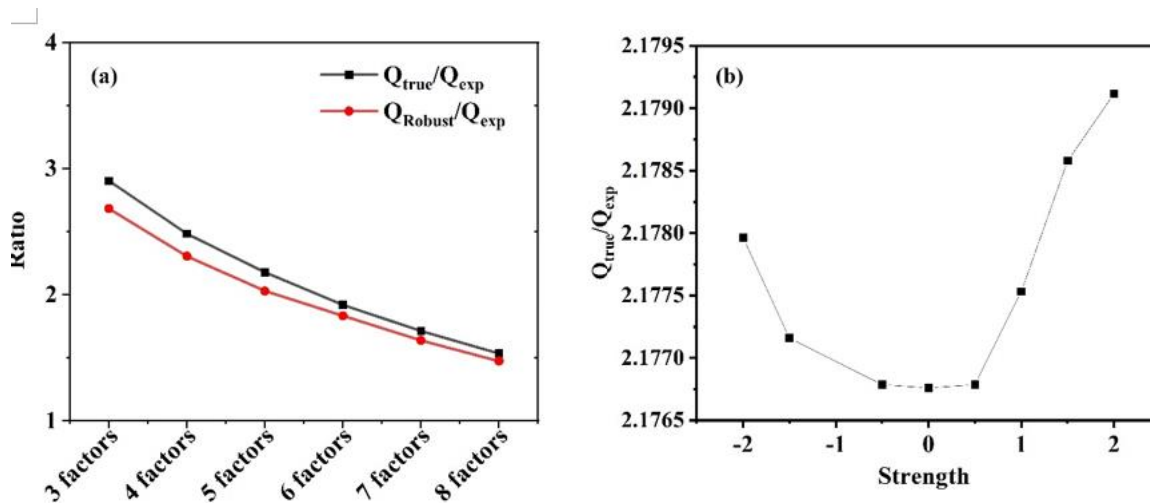 (a)
Q_true/Q_exp
Q_Robust/Q_exp
4
3
2
1
Ratio
3 factors
4 factors
5 factors
6 factors
7 factors
8 factors
(b)
2.1795
2.1790
2.1785
2.1780
2.1775
2.1770
2.1765
Q_true/Q_exp
-2
-1
0
1
2
Strength